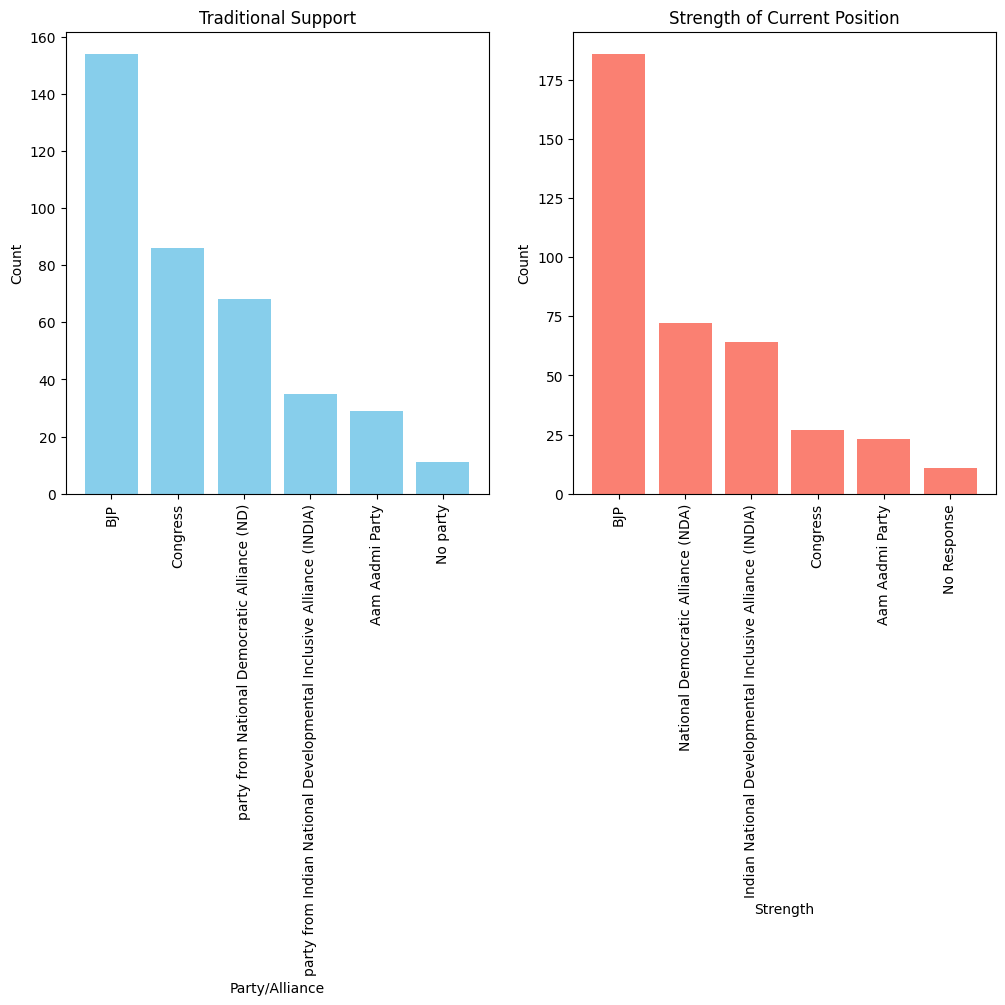 Traditional Support
Count
160
140
120
100
80
60
40
20
0
BJP
Congress
party from National Democratic Alliance (ND)
party from Indian National Developmental Inclusive Alliance (INDIA)
Aam Aadmi Party
No party
Party/Alliance
Strength of Current Position
Count
175
150
125
100
75
50
25
0
BJP
National Democratic Alliance (NDA)
Indian National Developmental Inclusive Alliance (INDIA)
Congress
Aam Aadmi Party
No Response
Strength